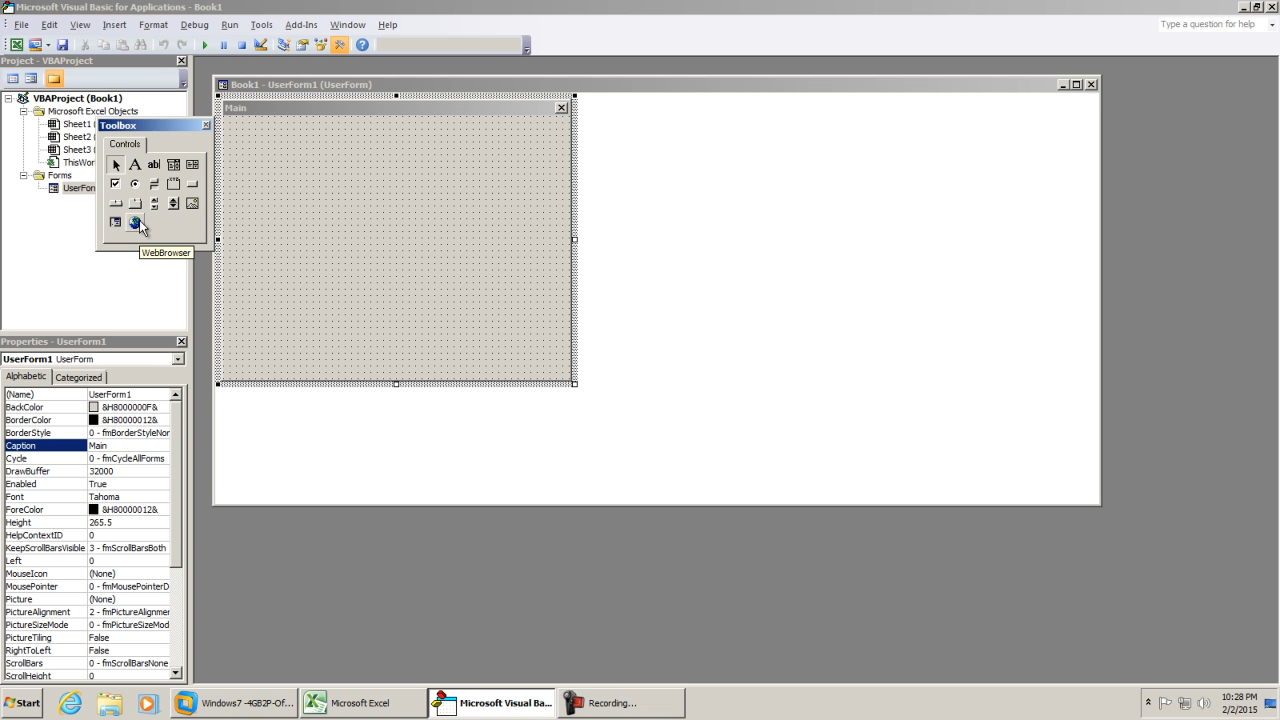 Microsoft Visual Basic for Applications - Book1
File Edit View Insert Format Debug Run Tools Add-Ins Window Help
Type a question for help
Project - VBAProject
Book1 - UserForm1 (UserForm)
VBAProject (Book1)
Main
Microsoft Excel Objects
Sheet1 (
Toolbox
Sheet2 (
Controls
Sheet3 (
ThisWor
A ab|
Forms
UserForm
WebBrowser
Properties - UserForm1
UserForm1 UserForm
Alphabetic Categorized
(Name) UserForm1
BackColor &H8000000F&
BorderColor &H80000012&
BorderStyle 0 - fmBorderStyleNor
Caption Main
Cycle 0 - fmCycleAllForms
DrawBuffer 32000
Enabled True
Font Tahoma
ForeColor &H80000012&
Height 265.5
HelpContextID 0
KeepScrollBarsVisible 3 - fmScrollBarsBoth
Left 0
MouseIcon (None)
MousePointer 0 - fmMousePointerD
Picture (None)
PictureAlignment 2 - fmPictureAlignmer
PictureSizeMode 0 - fmPictureSizeMod
PictureTiling False
RightToLeft False
ScrollBars 0 - fmScrollBarsNone
ScrollHeight 0
Start Windows7 -4GB2P-Of... Microsoft Excel Microsoft Visual Ba... Recording...
10:28 PM
2/2/2015